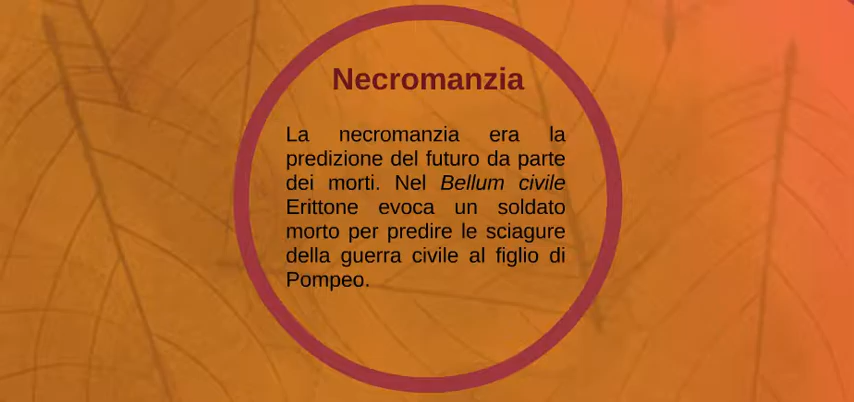 Necromanzia
La necromanzia era la
predizione del futuro da parte
dei morti. Nel Bellum civile
Erittone evoca un soldato
morto per predire le sciagure
della guerra civile al figlio di
Pompeo.